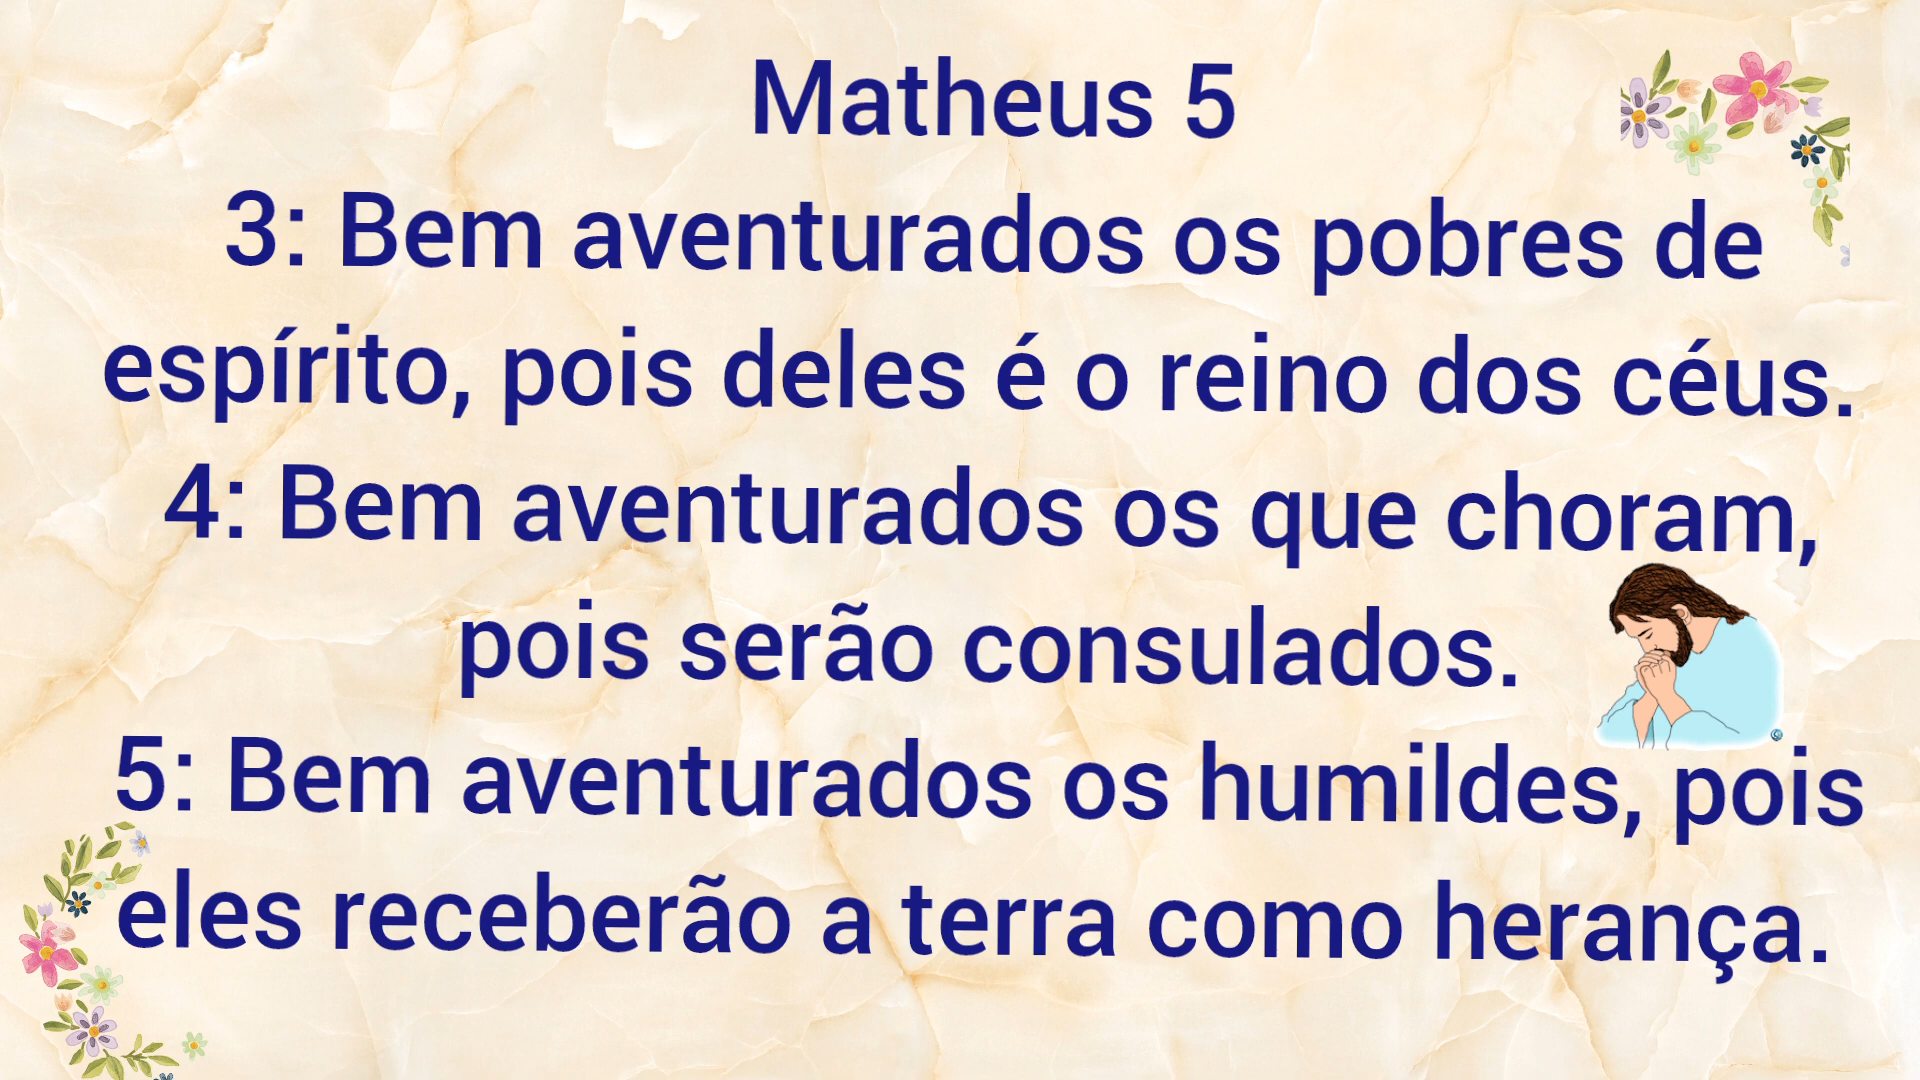 Matheus 5
3: Bem aventurados os pobres de
espírito, pois deles é o reino dos céus.
4: Bem aventurados os que choram,
pois serão consulados.
5: Bem aventurados os humildes, pois
eles receberão a terra como herança.